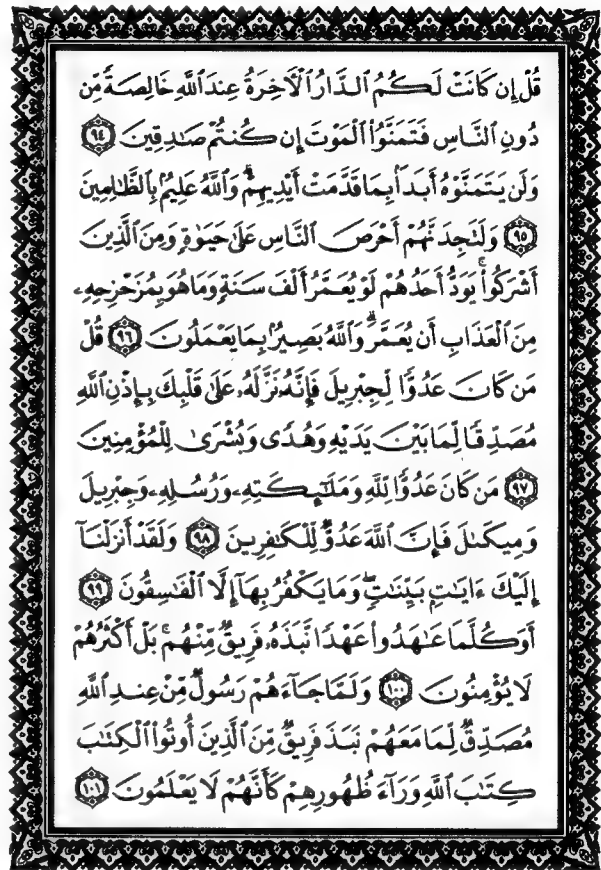 قُلْ إِن كَانَتْ لَكُمُ ٱلدَّارُ ٱلْأَخِرَةُ عِندَ ٱللَّهِ خَالِصَةً مِّن
دُونِ ٱلنَّاسِ فَتَمَنَّوُاْ ٱلْمَوْتَ إِن كُنتُمْ صَٰدِقِينَ ٩٤
وَلَن يَتَمَنَّوْهُ أَبَدًۢا بِمَا قَدَّمَتْ أَيْدِيهِمْۗ وَٱللَّهُ عَلِيمُۢ بِٱلظَّٰلِمِينَ
٩٥ وَلَتَجِدَنَّهُمْ أَحْرَصَ ٱلنَّاسِ عَلَىٰ حَيَوٰةٍ وَمِنَ ٱلَّذِينَ
أَشْرَكُواْۚ يَوَدُّ أَحَدُهُمْ لَوْ يُعَمَّرُ أَلْفَ سَنَةٍ وَمَا هُوَ بِمُزَحْزِحِهِۦ
مِنَ ٱلْعَذَابِ أَن يُعَمَّرَۗ وَٱللَّهُ بَصِيرُۢ بِمَا يَعْمَلُونَ ٩٦ قُلْ
مَن كَانَ عَدُوًّا لِّجِبْرِيلَ فَإِنَّهُۥ نَزَّلَهُۥ عَلَىٰ قَلْبِكَ بِإِذْنِ ٱللَّهِ
مُصَدِّقًا لِّمَا بَيْنَ يَدَيْهِ وَهُدًى وَبُشْرَىٰ لِلْمُؤْمِنِينَ
٩٧ مَن كَانَ عَدُوًّا لِّلَّهِ وَمَلَٰٓئِكَتِهِۦ وَرُسُلِهِۦ وَجِبْرِيلَ
وَمِيكَىٰلَ فَإِنَّ ٱللَّهَ عَدُوٌّ لِّلْكَٰفِرِينَ ٩٨ وَلَقَدْ أَنزَلْنَآ
إِلَيْكَ ءَايَٰتٍۭ بَيِّنَٰتٍۖ وَمَا يَكْفُرُ بِهَآ إِلَّا ٱلْفَٰسِقُونَ ٩٩
أَوَكُلَّمَا عَٰهَدُواْ عَهْدًا نَّبَذَهُۥ فَرِيقٌ مِّنْهُمۚ بَلْ أَكْثَرُهُمْ
لَا يُؤْمِنُونَ ١٠٠ وَلَمَّا جَآءَهُمْ رَسُولٌ مِّنْ عِندِ ٱللَّهِ
مُصَدِّقٌ لِّمَا مَعَهُمْ نَبَذَ فَرِيقٌ مِّنَ ٱلَّذِينَ أُوتُواْ ٱلْكِتَٰبَ
كِتَٰبَ ٱللَّهِ وَرَآءَ ظُهُورِهِمْ كَأَنَّهُمْ لَا يَعْلَمُونَ ١٠١